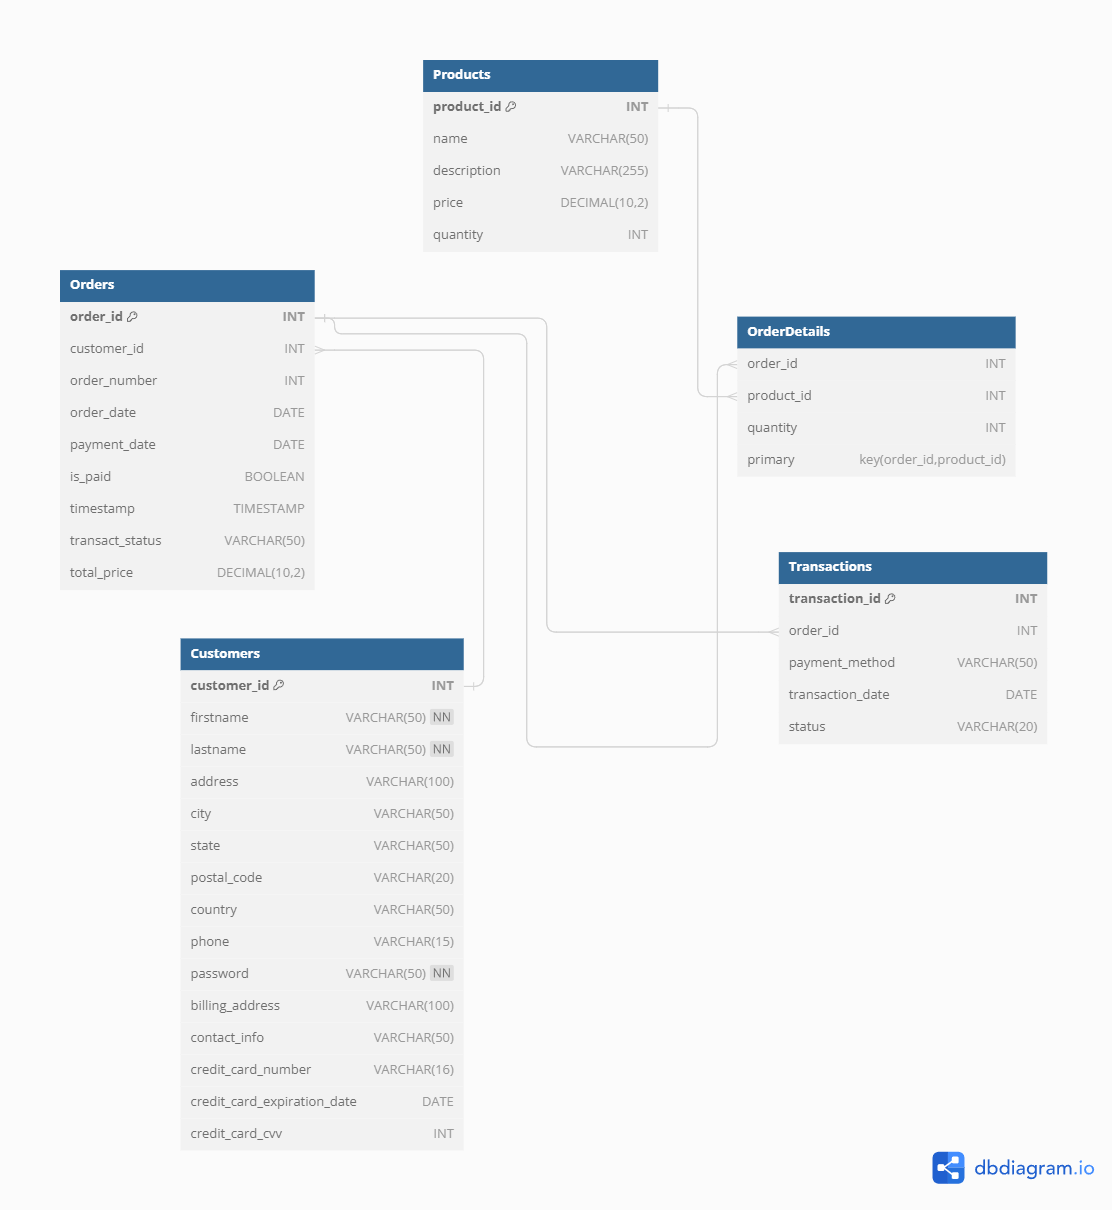 Products
product_id INT
name VARCHAR(50)
description VARCHAR(255)
price DECIMAL(10,2)
quantity INT
Orders
order_id INT
customer_id INT
order_number INT
order_date DATE
payment_date DATE
is_paid BOOLEAN
timestamp TIMESTAMP
transact_status VARCHAR(50)
total_price DECIMAL(10,2)
OrderDetails
order_id INT
product_id INT
quantity INT
primary key(order_id,product_id)
Transactions
transaction_id INT
order_id INT
payment_method VARCHAR(50)
transaction_date DATE
status VARCHAR(20)
Customers
customer_id INT
firstname VARCHAR(50) NN
lastname VARCHAR(50) NN
address VARCHAR(100)
city VARCHAR(50)
state VARCHAR(50)
postal_code VARCHAR(20)
country VARCHAR(50)
phone VARCHAR(15)
password VARCHAR(50) NN
billing_address VARCHAR(100)
contact_info VARCHAR(50)
credit_card_number VARCHAR(16)
credit_card_expiration_date DATE
credit_card_cvv INT
dbdiagram.io